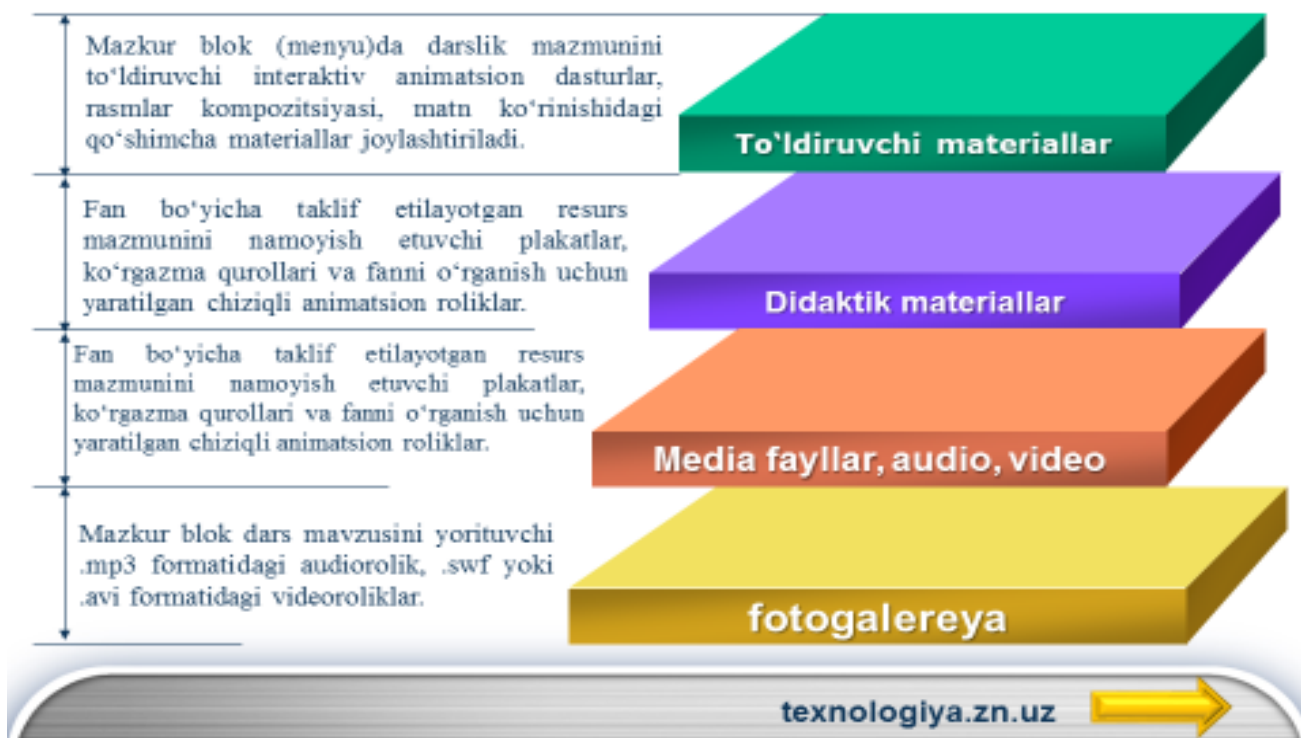 Mazkur blok (menyu)da darslik mazmunini
to‘ldiruvchi interaktiv animatsion dasturlar,
rasmlar kompozitsiyasi, matn ko‘rinishidagi
qo‘shimcha materiallar joylashtiriladi.
To‘ldiruvchi materiallar
Fan bo‘yicha taklif etilayotgan resurs
mazmunini namoyish etuvchi plakatlar,
ko‘rgazma qurollari va fanni o‘rganish uchun
yaratilgan chiziqli animatsion roliklar.
Didaktik materiallar
Fan bo‘yicha taklif etilayotgan resurs
mazmunini namoyish etuvchi plakatlar,
ko‘rgazma qurollari va fanni o‘rganish uchun
yaratilgan chiziqli animatsion roliklar.
Media fayllar, audio, video
Mazkur blok dars mavzusini yorituvchi
.mp3 formatidagi audiorolik, .swf yoki
.avi formatidagi videoroliklar.
fotogalereya
texnologiya.zn.uz